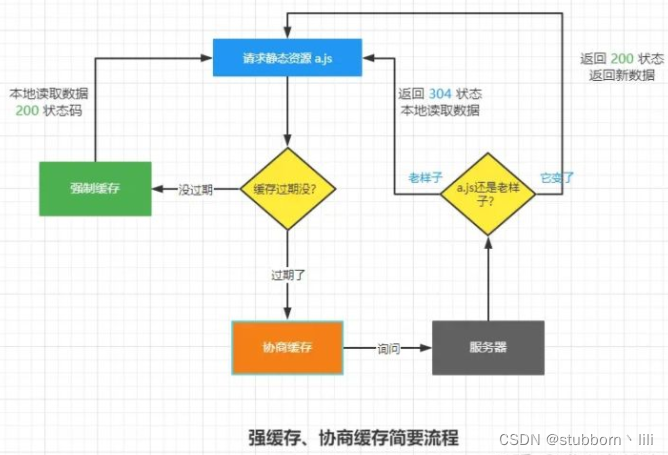 请求静态资源 a.js
本地读取数据
200 状态码
返回 304 状态
本地读取数据
返回 200 状态
返回新数据
强制缓存
没过期
缓存过期没?
老样子
a.js还是老样
子?
它变了
过期了
协商缓存
询问
服务器
强缓存、协商缓存简要流程
CSDN @stubborn丶lili